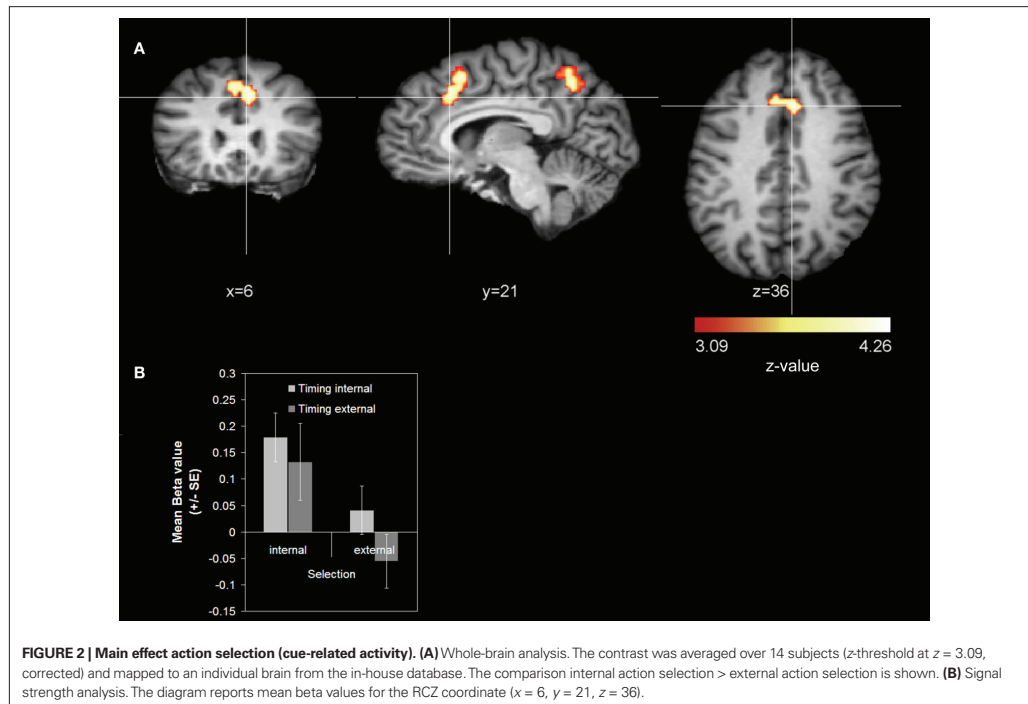 A
x=6
y=21
z=36
3.09
4.26
z-value
B
0.3
0.25
0.2
0.15
0.1
0.05
0
-0.05
-0.1
-0.15
Mean Beta value
(+/- SE)
Timing internal
Timing external
internal
external
Selection
FIGURE 2 | Main effect action selection (cue-related activity). (A) Whole-brain analysis. The contrast was averaged over 14 subjects (z-threshold at z = 3.09,
corrected) and mapped to an individual brain from the in-house database. The comparison internal action selection > external action selection is shown. (B) Signal
strength analysis. The diagram reports mean beta values for the RCZ coordinate (x = 6, y = 21, z = 36).